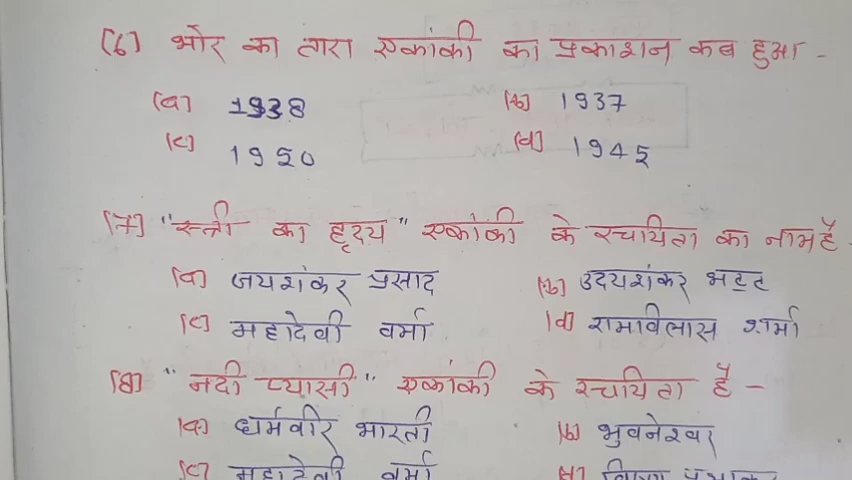 (6) भोर का तारा एकांकी का प्रकाशन कब हुआ -
(a) 1938 (b) 1937
(c) 1950 (d) 1945
(7) "स्त्री का हृदय" एकांकी के रचयिता का नाम है -
(a) जयशंकर प्रसाद (b) उदयशंकर भट्ट
(c) महादेवी वर्मा (d) रामविलास शर्मा
(8) "नदी प्यासी" एकांकी के रचयिता है -
(a) धर्मवीर भारती (b) भुवनेश्वर
(c) महादेवी वर्मा (d)